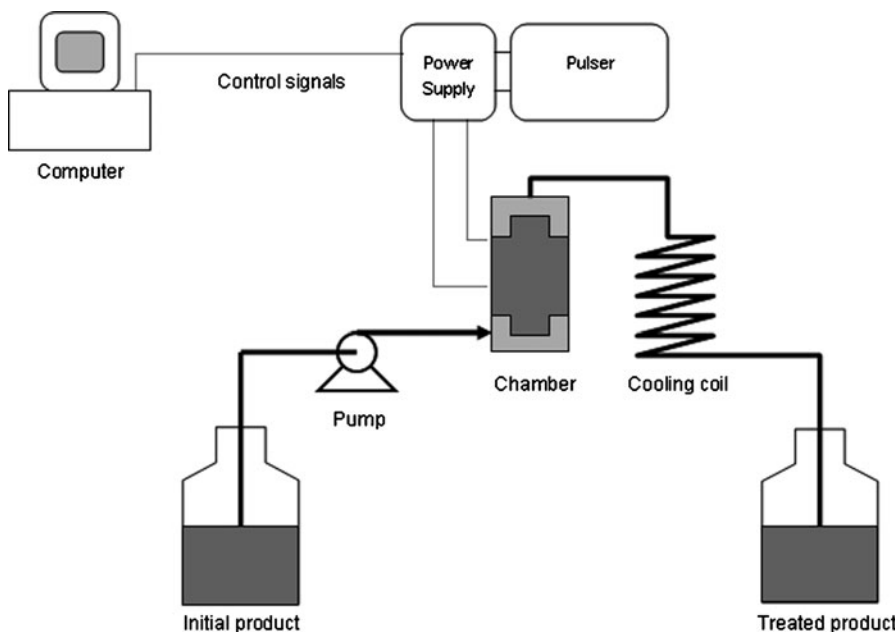 Power
Supply
Pulser
Control signals
Computer
Chamber
Cooling coil
Pump
Initial product
Treated product